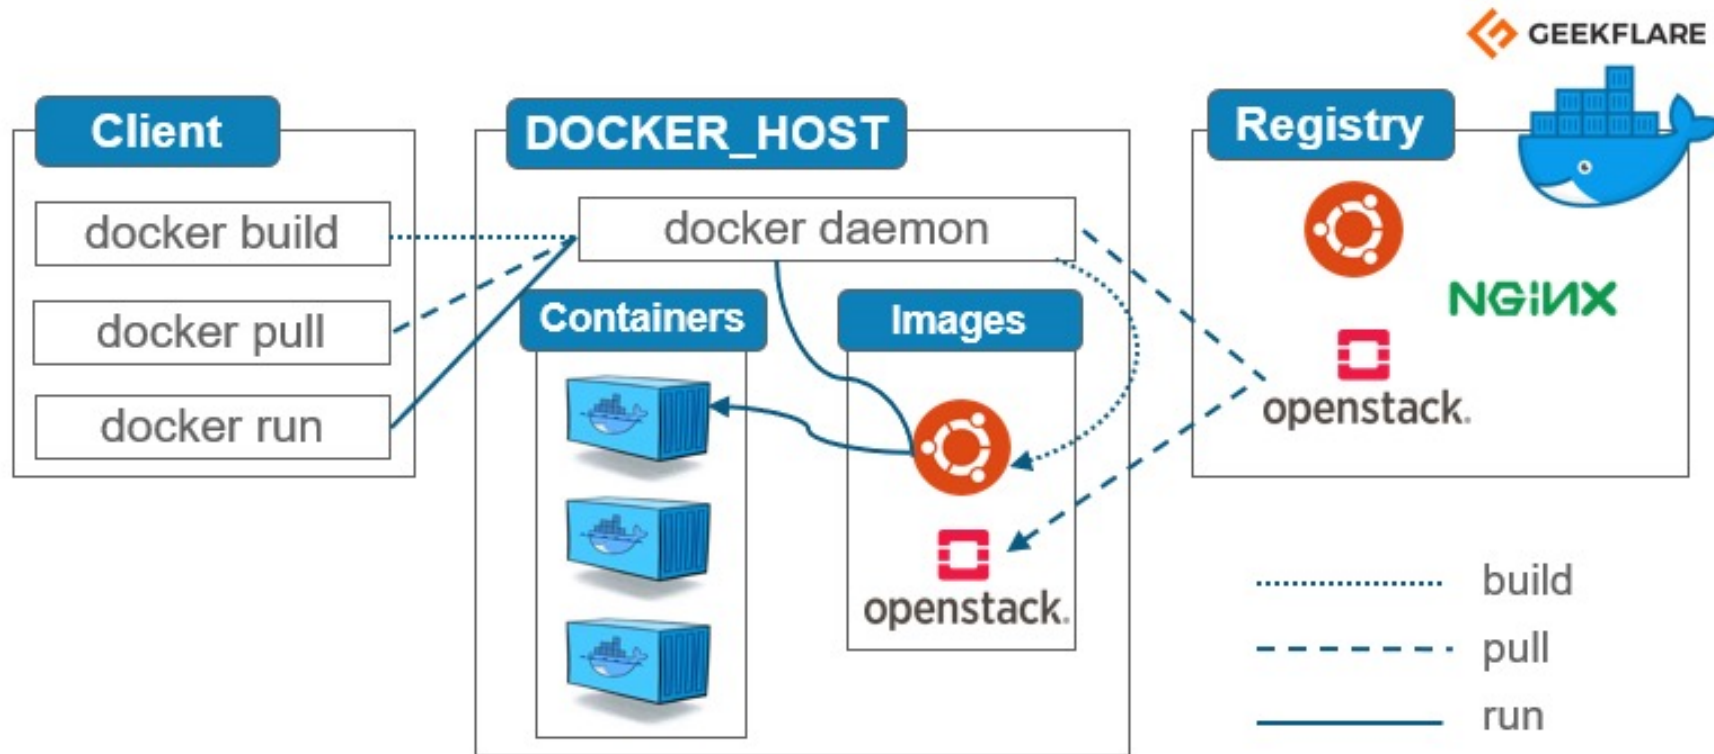 GEEKFLARE
Client
docker build
docker pull
docker run
DOCKER_HOST
docker daemon
Containers
Images
openstack.
Registry
NGiNX
openstack.
build
pull
run